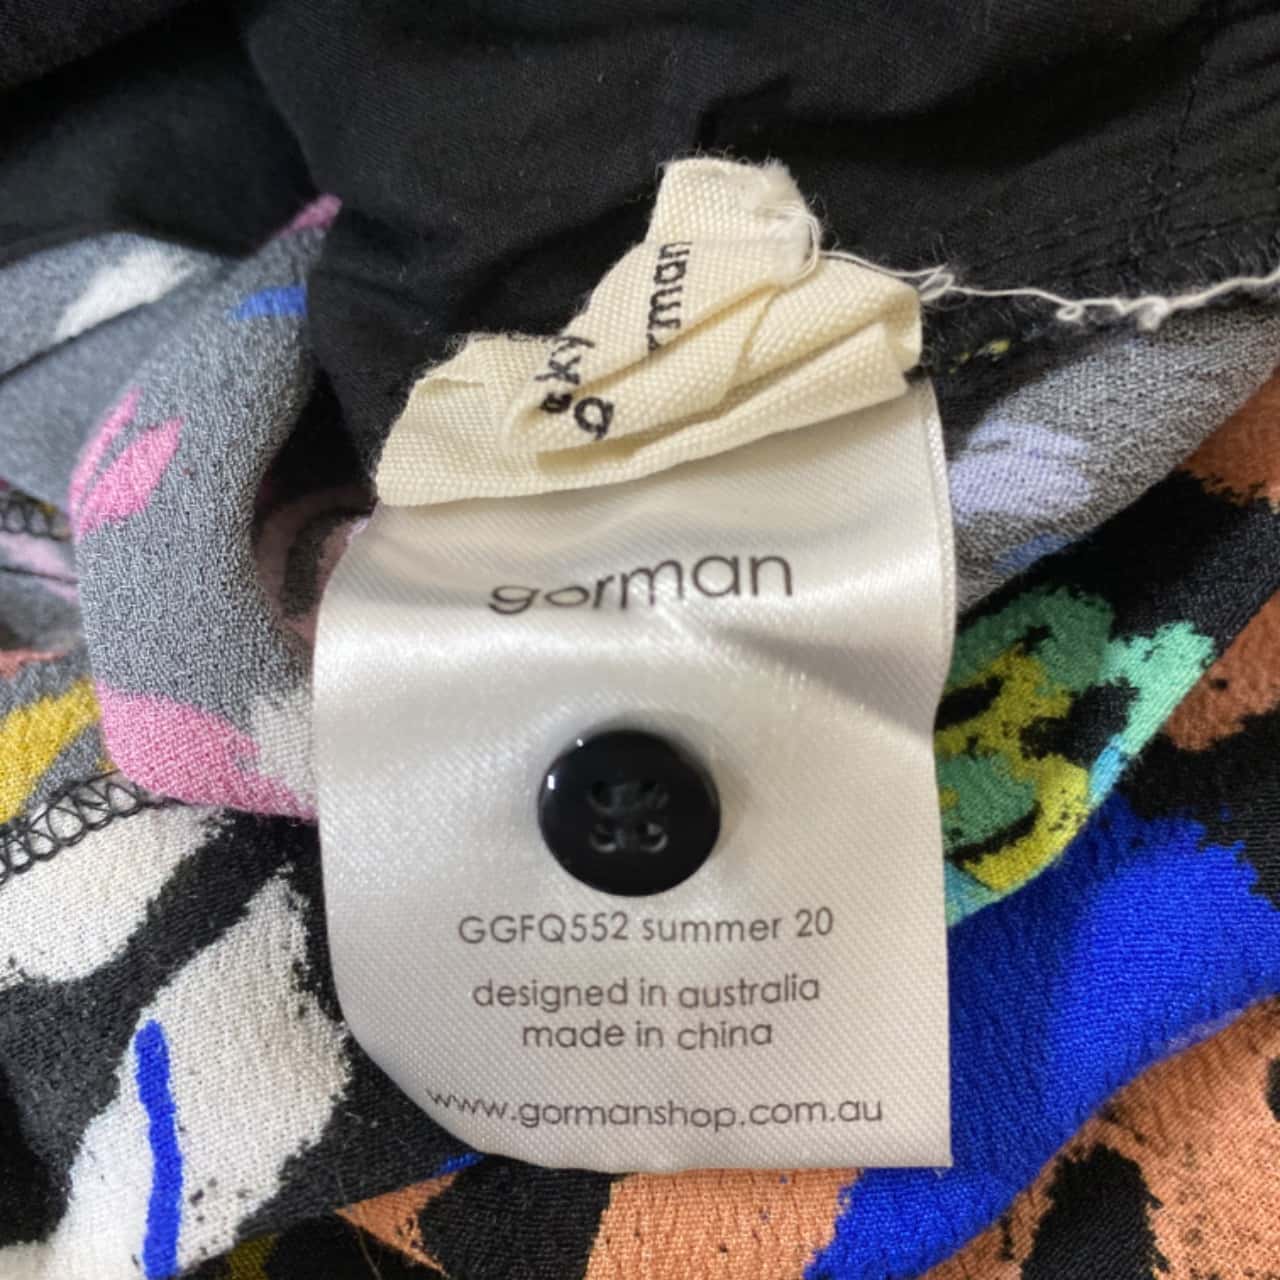 gorman
GGFQ552 summer 20
designed in australia
made in china
www.gormanshop.com.au